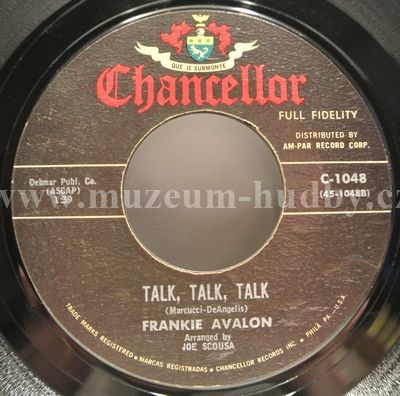 QUE JE SURMONTE
Chancellor
FULL FIDELITY
DISTRIBUTED BY
AM-PAR RECORD CORP.
Debmar Publ. Co.
(ASCAP)
1:59
C-1048
(45-1048B)
www.muzeum-hudby.cz
TALK, TALK, TALK
(Marcucci-DeAngelis)
FRANKIE AVALON
Arranged by
JOE SCOUSA
TRADE MARKS REGISTERED • MARCAS REGISTRADAS • CHANCELLOR RECORDS INC • PHILA PA.-U.S.A.